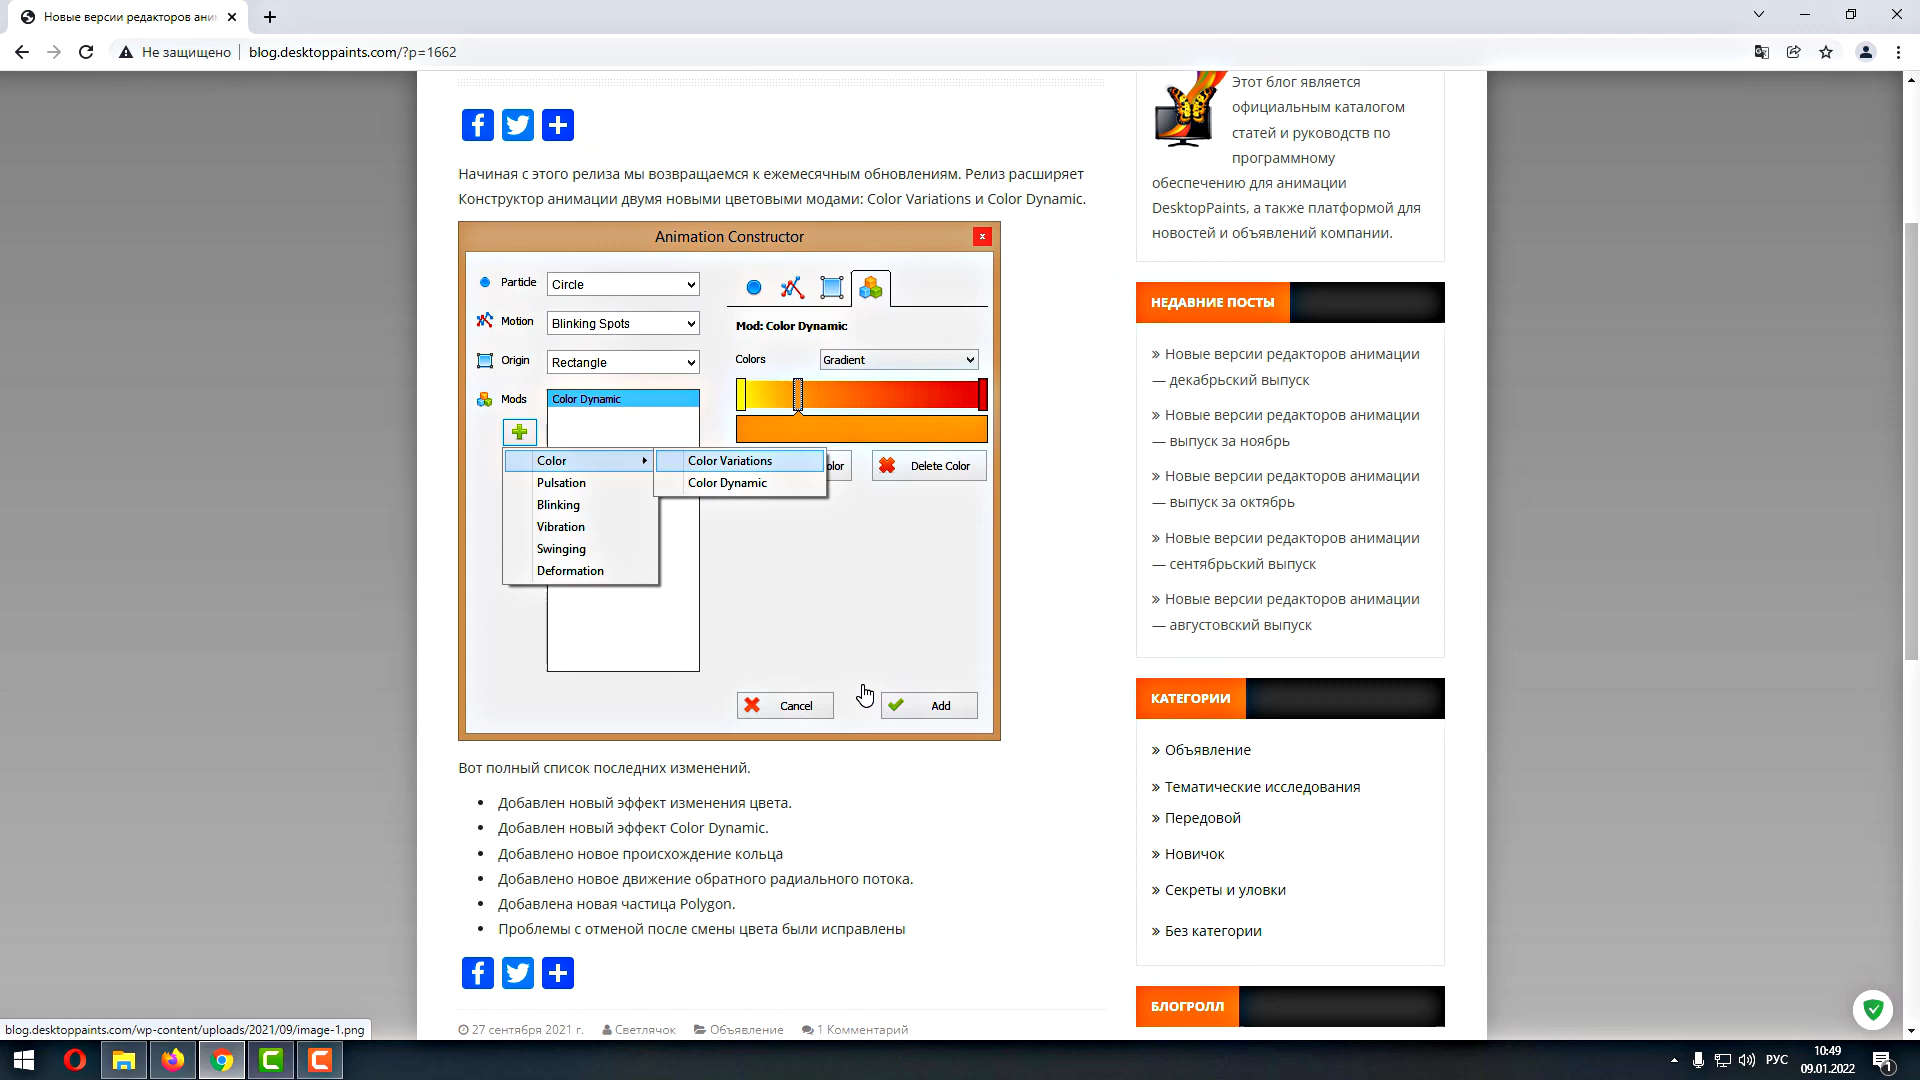 Новые версии редакторов ани
Не защищено
blog.desktoppaints.com/?p=1662
Начиная с этого релиза мы возвращаемся к ежемесячным обновлениям. Релиз расширяет
Конструктор анимации двумя новыми цветовыми модами: Color Variations и Color Dynamic.
Animation Constructor
Particle
Circle
Motion
Blinking Spots
Origin
Rectangle
Mods
Color Dynamic
Mod: Color Dynamic
Colors
Gradient
Color
Color Variations
olor
Delete Color
Pulsation
Color Dynamic
Blinking
Vibration
Swinging
Deformation
Cancel
Add
Вот полный список последних изменений.
Добавлен новый эффект изменения цвета.
Добавлен новый эффект Color Dynamic.
Добавлено новое происхождение кольца
Добавлено новое движение обратного радиального потока.
Добавлена новая частица Polygon.
Проблемы с отменой после смены цвета были исправлены
27 сентября 2021 г.
Светлячок
Объявление
1 Комментарий
Этот блог является
официальным каталогом
статей и руководств по
программному
обеспечению для анимации
DesktopPaints, а также платформой для
новостей и объявлений компании.
НЕДАВНИЕ ПОСТЫ
» Новые версии редакторов анимации
— декабрьский выпуск
» Новые версии редакторов анимации
— выпуск за ноябрь
» Новые версии редакторов анимации
— выпуск за октябрь
» Новые версии редакторов анимации
— сентябрьский выпуск
» Новые версии редакторов анимации
— августовский выпуск
КАТЕГОРИИ
» Объявление
» Тематические исследования
» Передовой
» Новичок
» Секреты и уловки
» Без категории
БЛОГРОЛЛ
blog.desktoppaints.com/wp-content/uploads/2021/09/image-1.png
РУС
10:49
09.01.2022
1